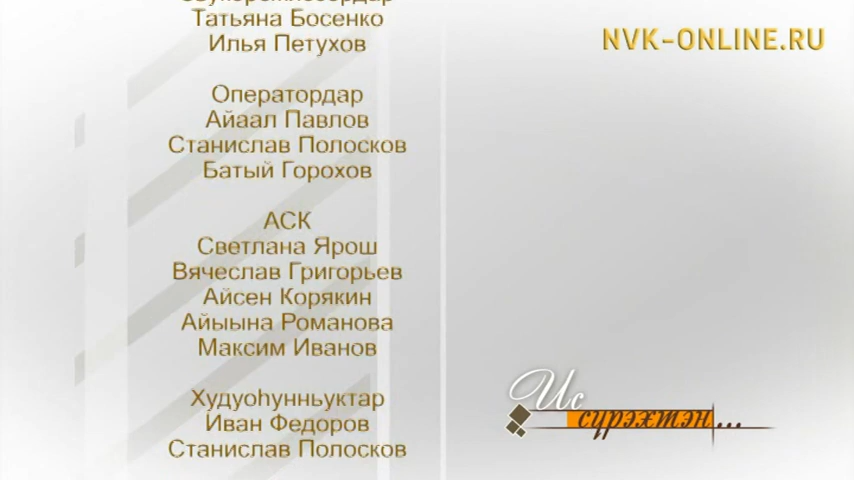 Татьяна Босенко
Илья Петухов
Оператордар
Айаал Павлов
Станислав Полосков
Батый Горохов
АСК
Светлана Ярош
Вячеслав Григорьев
Айсен Корякин
Айыына Романова
Максим Иванов
Худуоһунньуктар
Иван Федоров
Станислав Полосков
NVK-ONLINE.RU
Ис
сүрэхтэн...